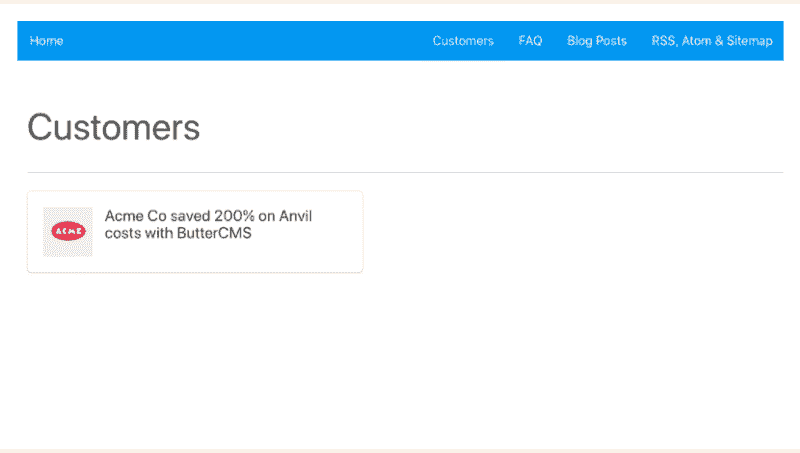 Home Customers FAQ Blog Posts RSS, Atom & Sitemap
Customers
Acme Co saved 200% on Anvil
costs with ButterCMS
ACME